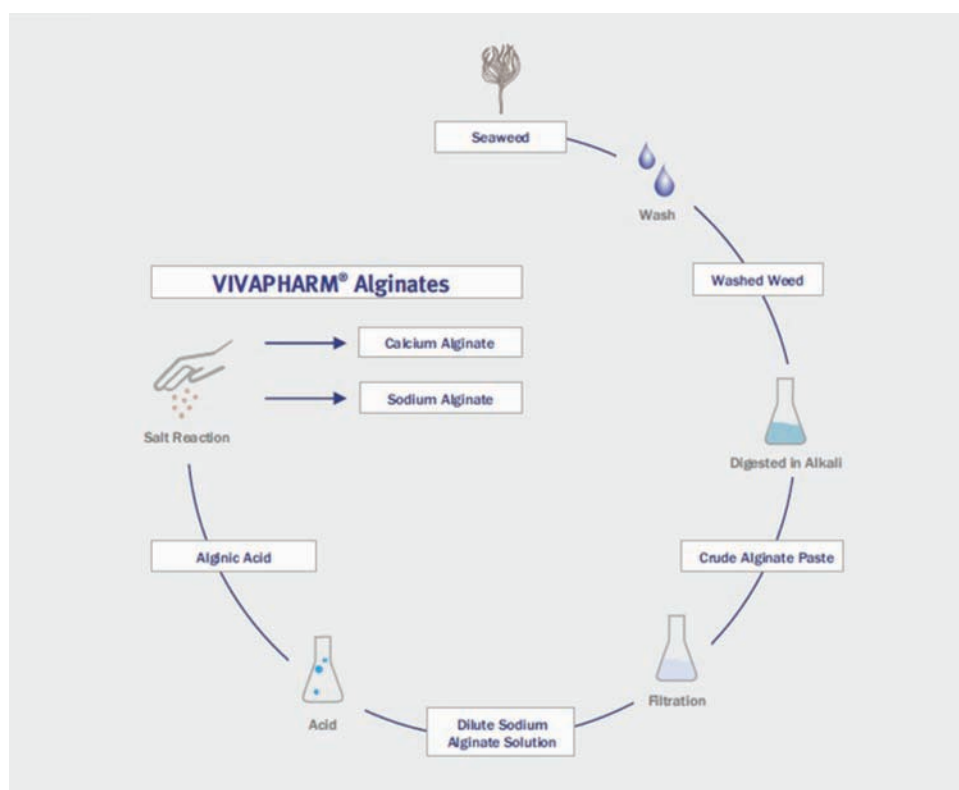 Seaweed
Wash
Washed Weed
Digested in Alkali
Crude Alginate Paste
Filtration
Dilute Sodium
Alginate Solution
Acid
Alginic Acid
Salt Reaction
VIVAPHARM® Alginates
Calcium Alginate
Sodium Alginate